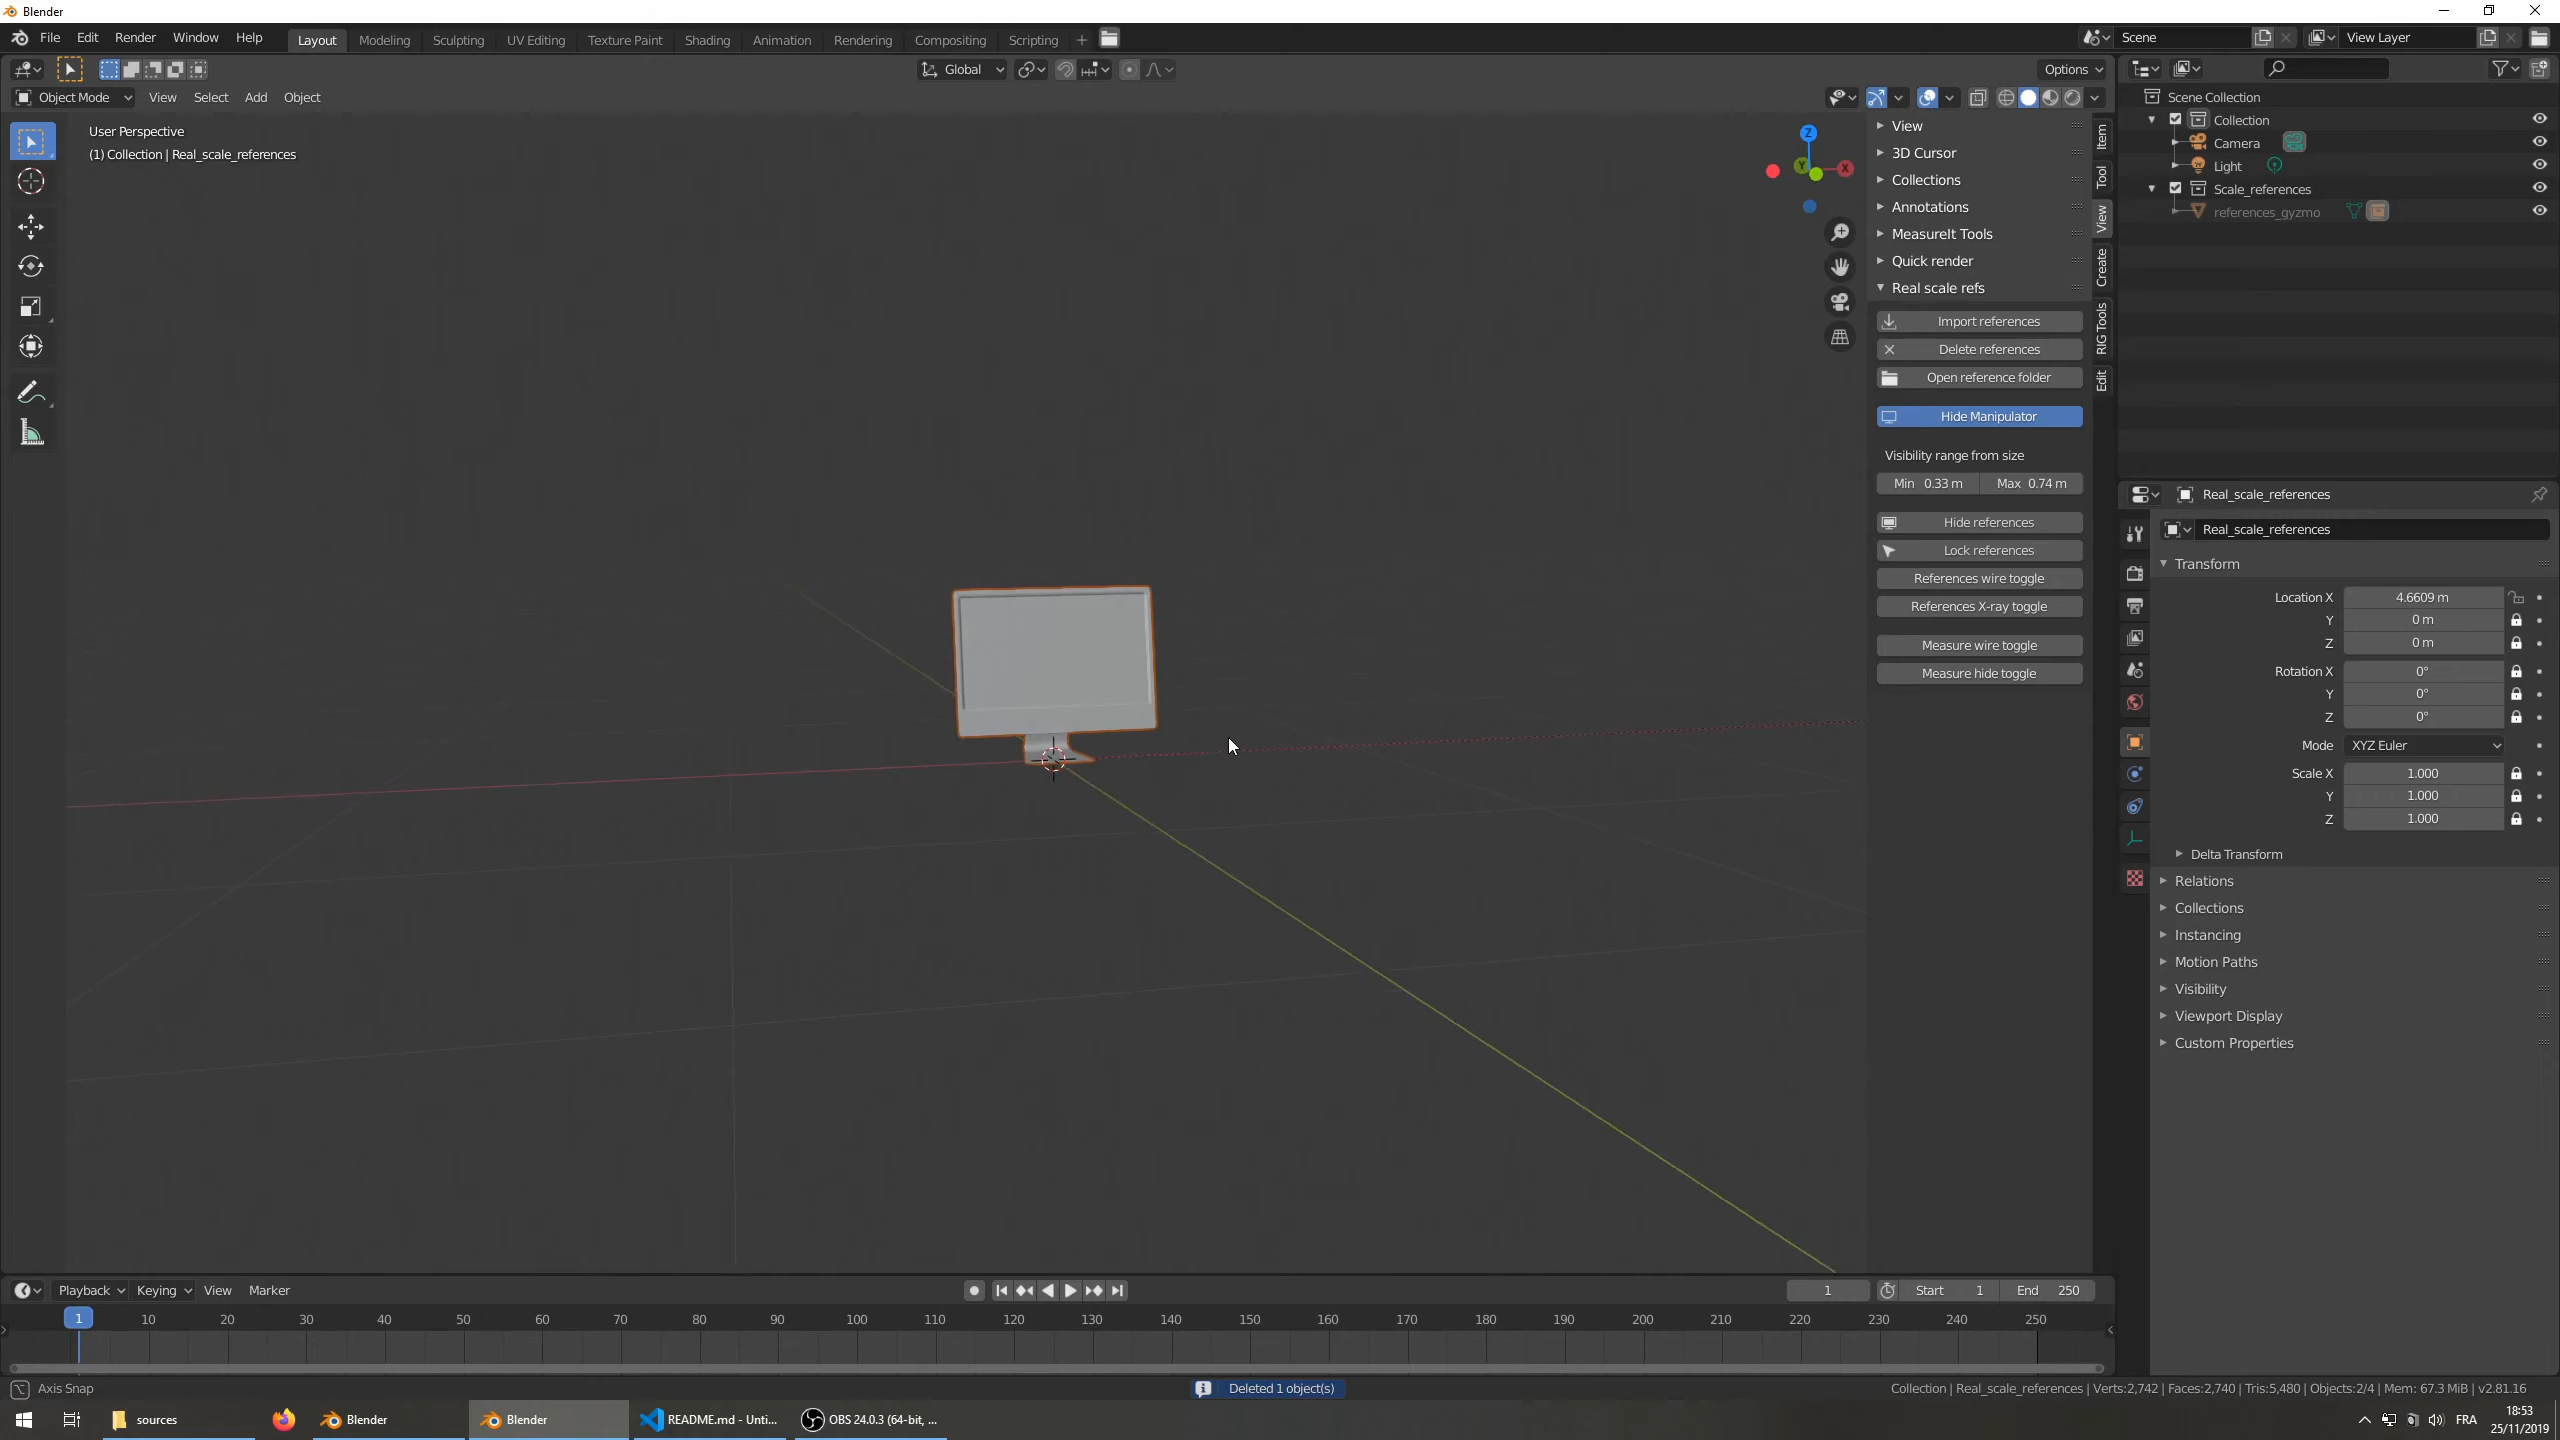 Blender
File Edit Render Window Help Layout Modeling Sculpting UV Editing Texture Paint Shading Animation Rendering Compositing Scripting + Scene View Layer
Global Options
Object Mode View Select Add Object
User Perspective
(1) Collection | Real_scale_references
Z
Y X
View
3D Cursor
Collections
Annotations
MeasureIt Tools
Quick render
Real scale refs
Import references
Delete references
Open reference folder
Hide Manipulator
Visibility range from size
Min 0.33 m Max 0.74 m
Hide references
Lock references
References wire toggle
References X-ray toggle
Measure wire toggle
Measure hide toggle
Item
Tool
View
Create
RIG Tools
Edit
Scene Collection
Collection
Camera
Light
Scale_references
references_gyzmo
Real_scale_references
Real_scale_references
Transform
Location X 4.6609 m
Y 0 m
Z 0 m
Rotation X 0°
Y 0°
Z 0°
Mode XYZ Euler
Scale X 1.000
Y 1.000
Z 1.000
Delta Transform
Relations
Collections
Instancing
Motion Paths
Visibility
Viewport Display
Custom Properties
Playback Keying View Marker 1 Start 1 End 250
1 10 20 30 40 50 60 70 80 90 100 110 120 130 140 150 160 170 180 190 200 210 220 230 240 250
Axis Snap Deleted 1 object(s) Collection | Real_scale_references | Verts:2,742 | Faces:2,740 | Tris:5,480 | Objects:2/4 | Mem: 67.3 MiB | v2.81.16
sources Blender Blender README.md - Unti... OBS 24.0.3 (64-bit, ... FRA 18:53
25/11/2019